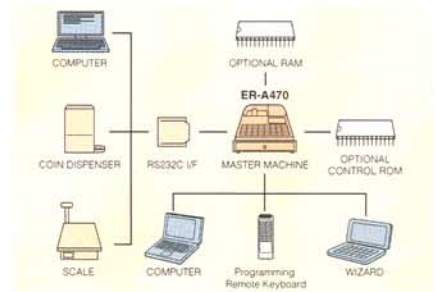 COMPUTER
OPTIONAL RAM
ER-A470
COIN DISPENSER
RS232C I/F
MASTER MACHINE
OPTIONAL
CONTROL ROM
SCALE
COMPUTER
Programming
Remote Keyboard
WIZARD